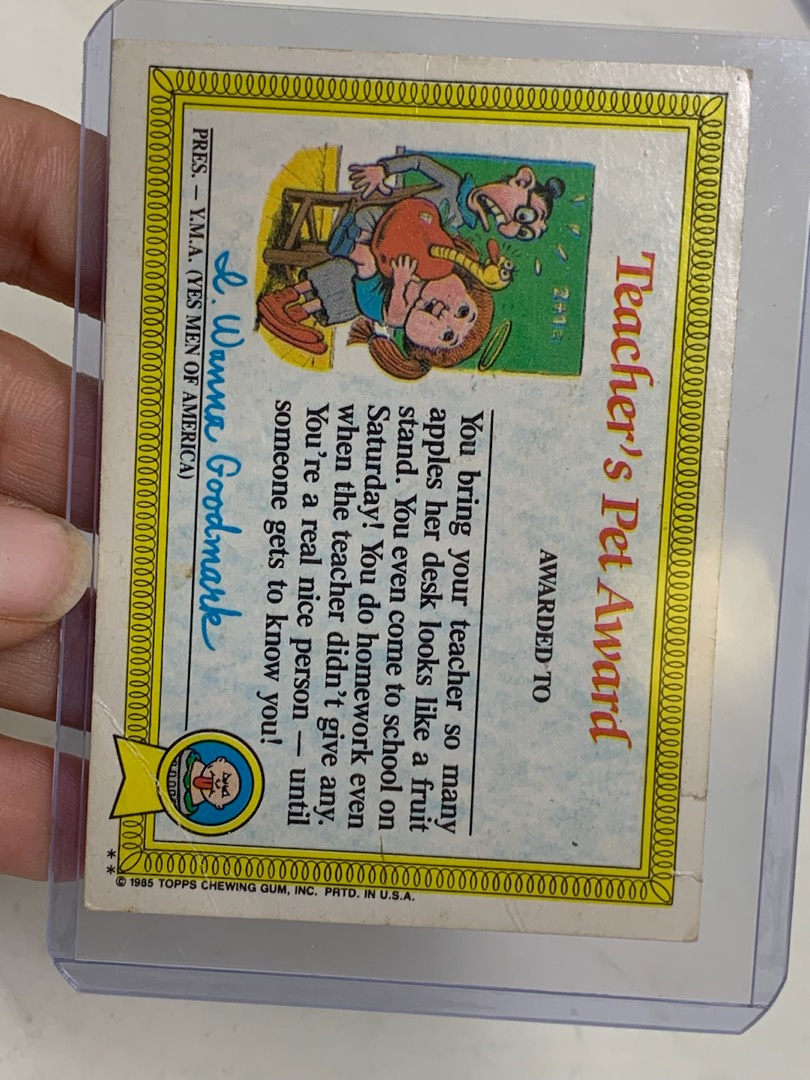 Teacher's Pet Award
AWARDED TO
You bring your teacher so many
apples her desk looks like a fruit
stand. You even come to school on
Saturday! You do homework even
when the teacher didn't give any.
You're a real nice person — until
someone gets to know you!
I. Wanna Goodmark
PRES. — Y.M.A. (YES MEN OF AMERICA)
** © 1985 TOPPS CHEWING GUM, INC. PRTD. IN U.S.A.